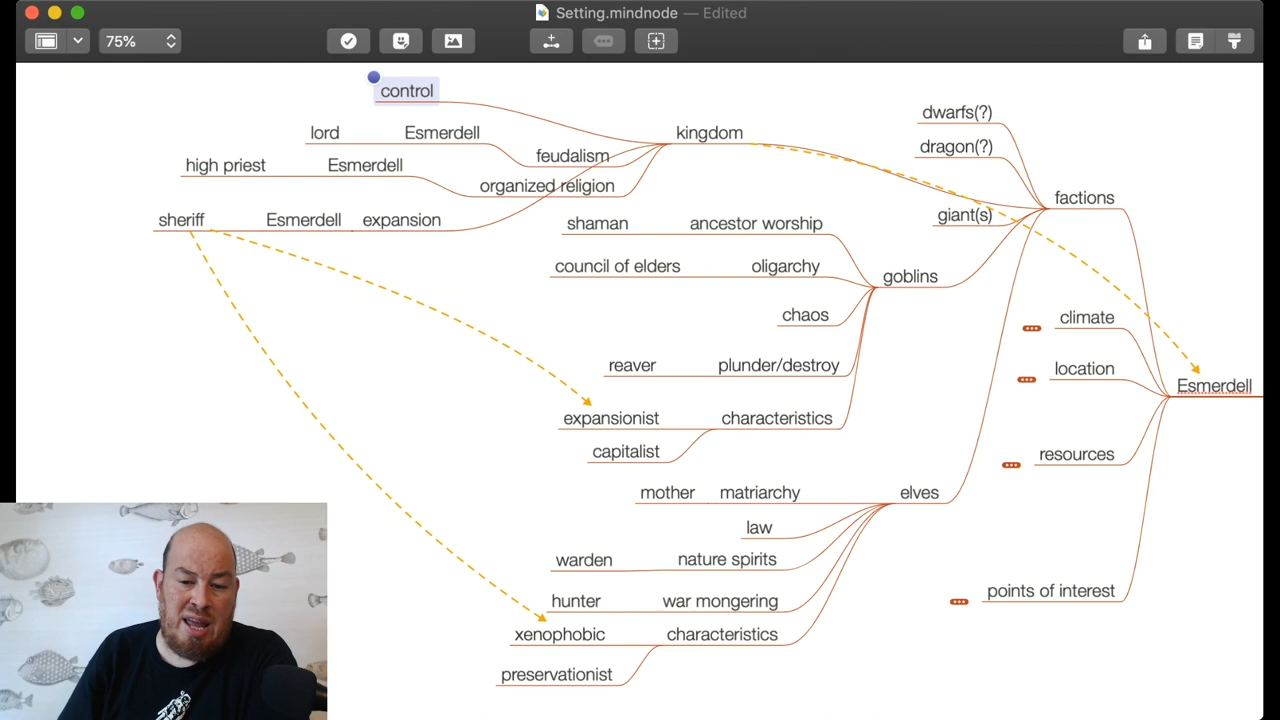 Setting.mindnode — Edited
75%
control
dwarfs(?)
lord Esmerdell kingdom
dragon(?)
feudalism
high priest Esmerdell
organized religion
factions
sheriff Esmerdell expansion
giant(s)
shaman ancestor worship
council of elders oligarchy
goblins
chaos
climate
reaver plunder/destroy
location
Esmerdell
expansionist characteristics
capitalist
resources
mother matriarchy elves
law
warden nature spirits
points of interest
hunter war mongering
xenophobic characteristics
preservationist